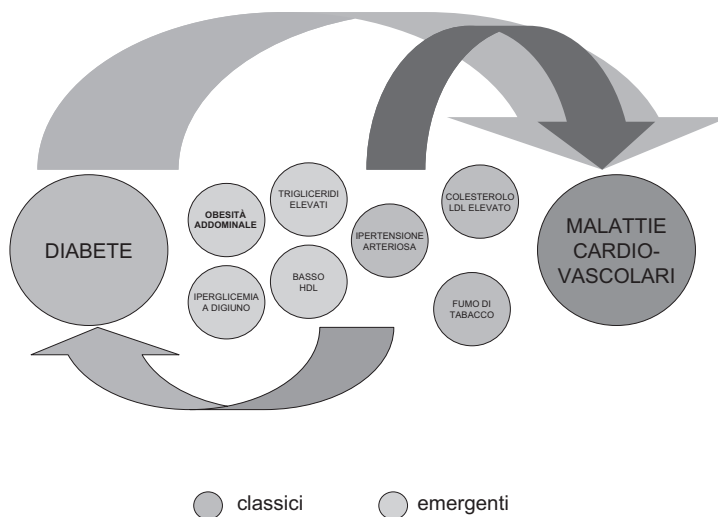 DIABETE
OBESITÀ
ADDOMINALE
TRIGLICERIDI
ELEVATI
IPERGLICEMIA
A DIGIUNO
BASSO
HDL
IPERTENSIONE
ARTERIOSA
COLESTEROLO
LDL ELEVATO
FUMO DI
TABACCO
MALATTIE
CARDIO-
VASCOLARI
classici
emergenti